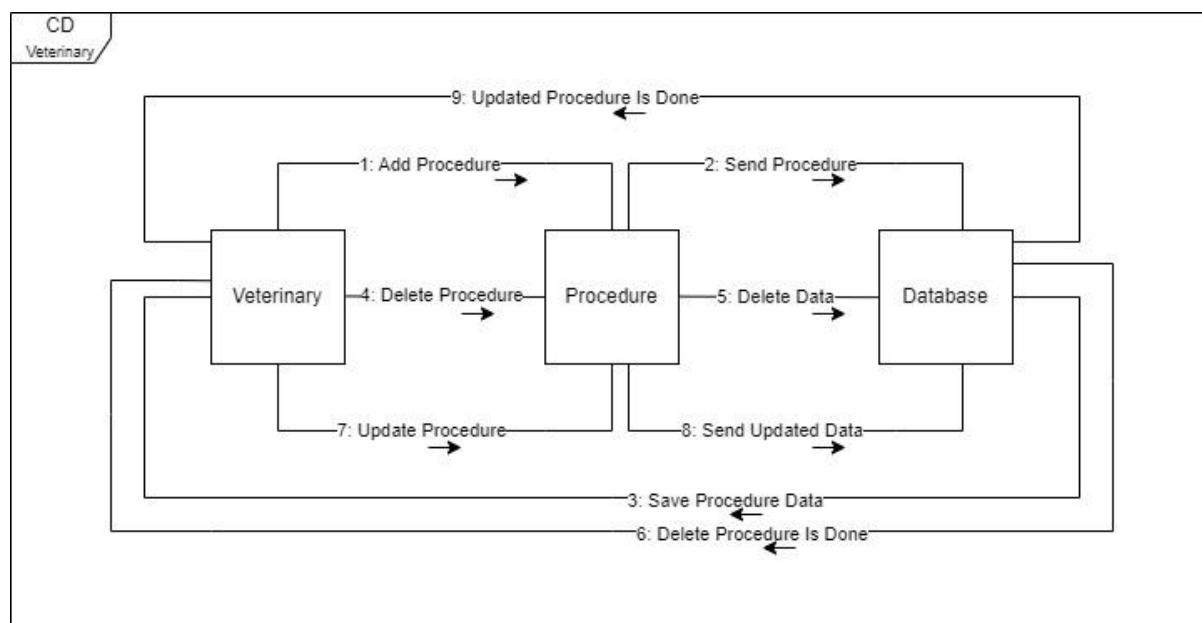 CD
Veterinary
9: Updated Procedure Is Done
1: Add Procedure
2: Send Procedure
Veterinary
4: Delete Procedure
Procedure
5: Delete Data
Database
7: Update Procedure
8: Send Updated Data
3: Save Procedure Data
6: Delete Procedure Is Done